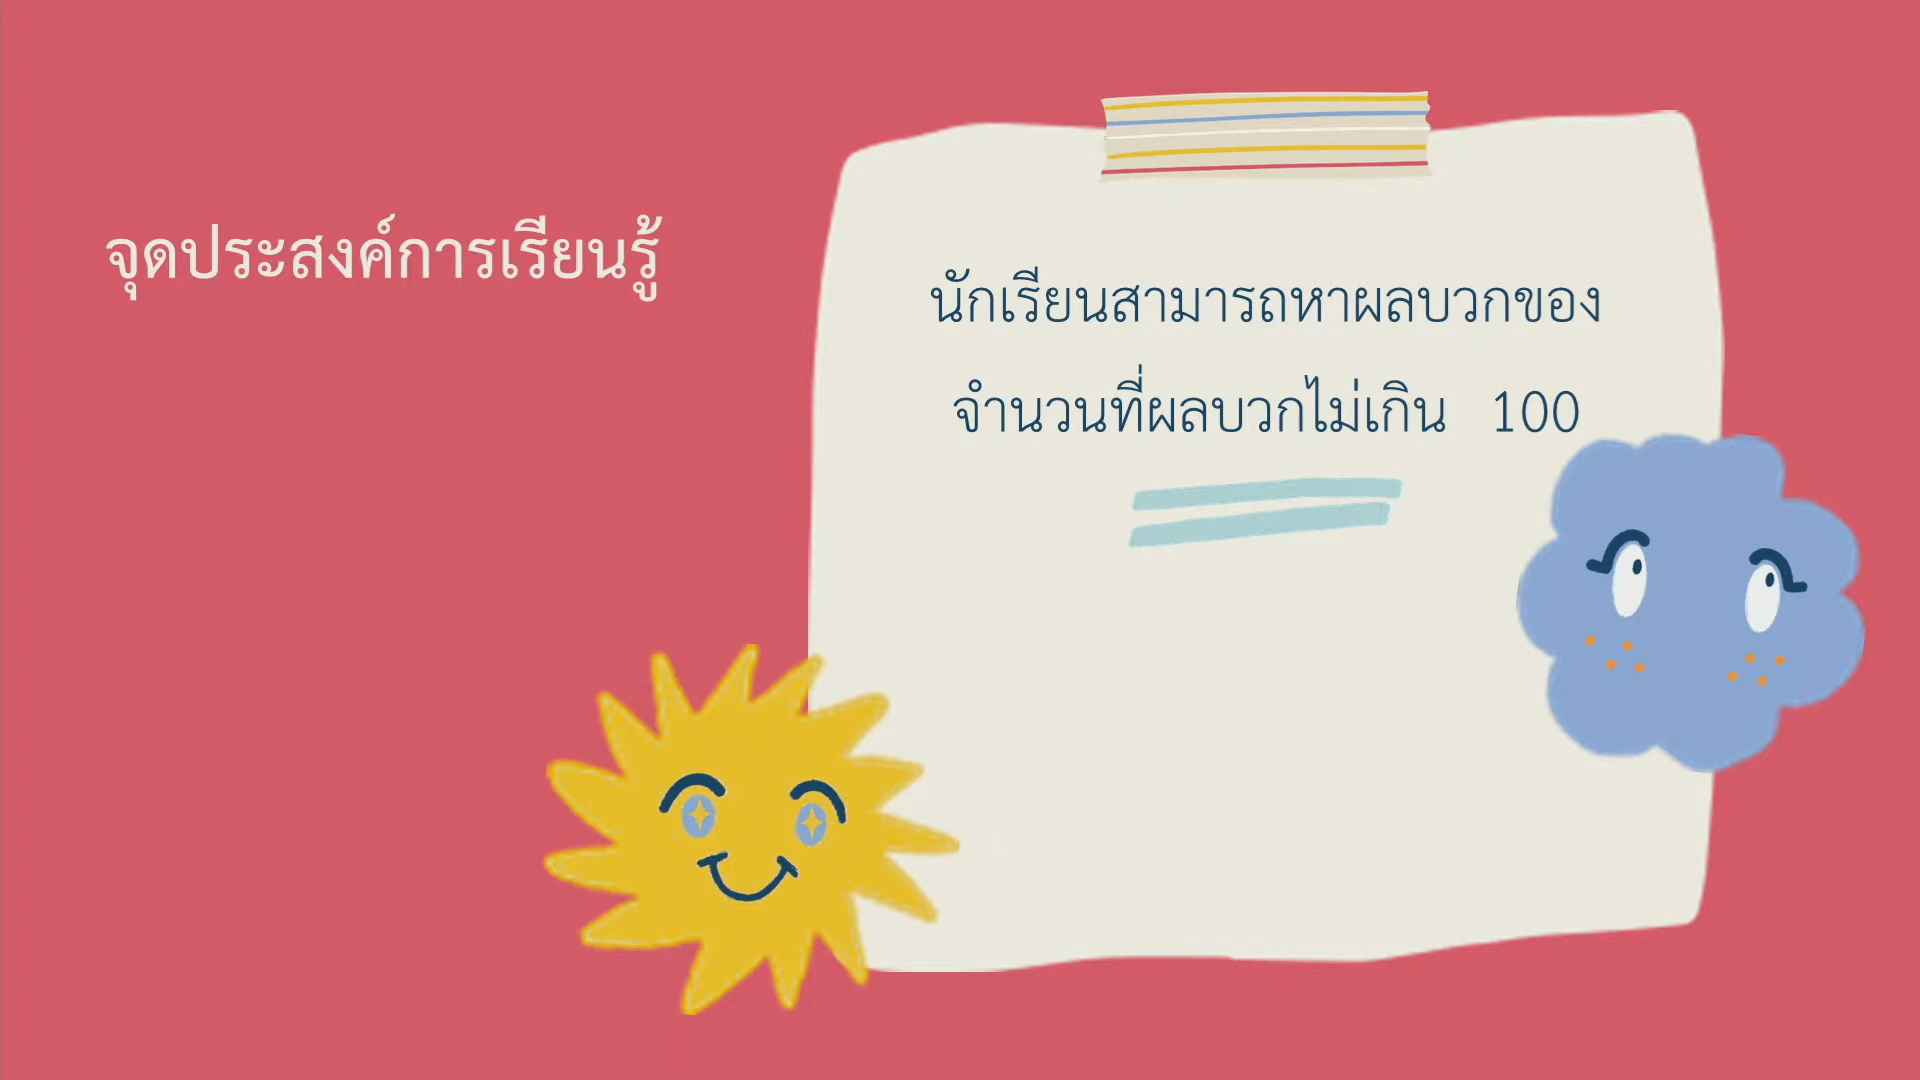 จุดประสงค์การเรียนรู้
นักเรียนสามารถหาผลบวกของ
จำนวนที่ผลบวกไม่เกิน 100